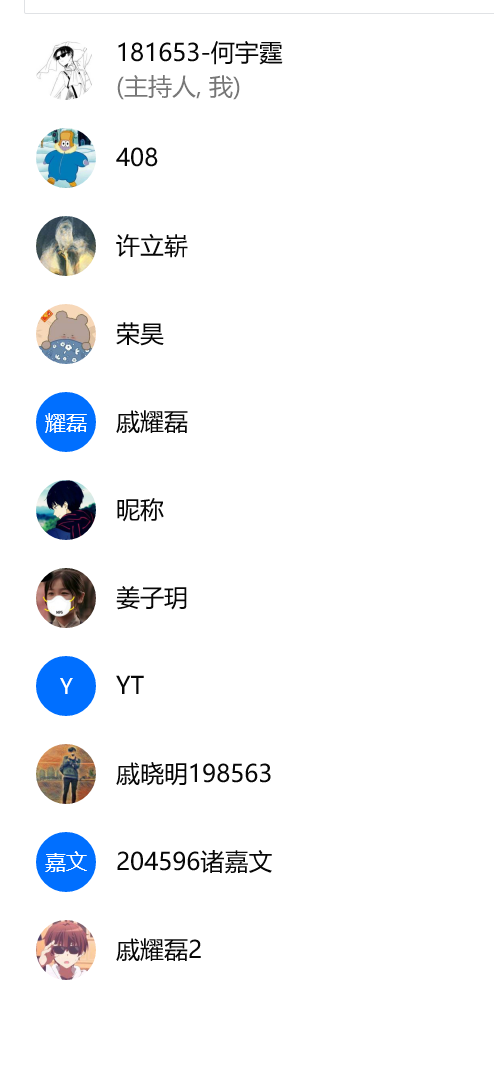 181653-何宇霆
(主持人, 我)
408
许立崭
荣昊
耀磊
戚耀磊
昵称
姜子玥
Y
YT
戚晓明198563
嘉文
204596诸嘉文
戚耀磊2